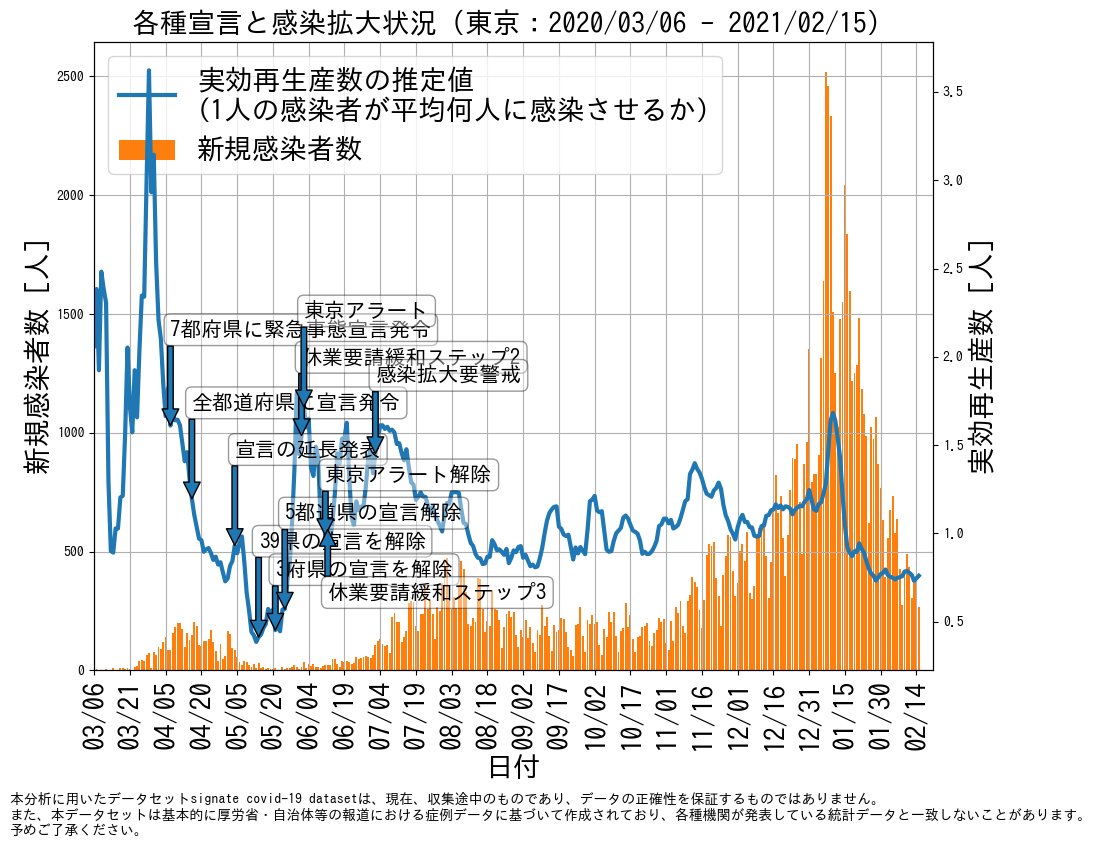 各種宣言と感染拡大状況（東京：2020/03/06 - 2021/02/15）
実効再生産数の推定値
(1人の感染者が平均何人に感染させるか)
新規感染者数
新規感染者数 [人]
2500
2000
1500
1000
500
0
3.5
3.0
2.5
2.0
1.5
1.0
0.5
実効再生産数 [人]
東京アラート
7都府県に緊急事態宣言発令
休業要請緩和ステップ2
感染拡大要警戒
全都道府県に宣言発令
宣言の延長発表
東京アラート解除
5都道県の宣言解除
39県の宣言を解除
3府県の宣言を解除
休業要請緩和ステップ3
03/06
03/21
04/05
04/20
05/05
05/20
06/04
06/19
07/04
07/19
08/03
08/18
09/02
09/17
10/02
10/17
11/01
11/16
12/01
12/16
12/31
01/15
01/30
02/14
日付
本分析に用いたデータセットsignate covid-19 datasetは、現在、収集途中のものであり、データの正確性を保証するものではありません。
また、本データセットは基本的に厚労省・自治体等の報道における症例データに基づいて作成されており、各種機関が発表している統計データと一致しないことがあります。
予めご了承ください。